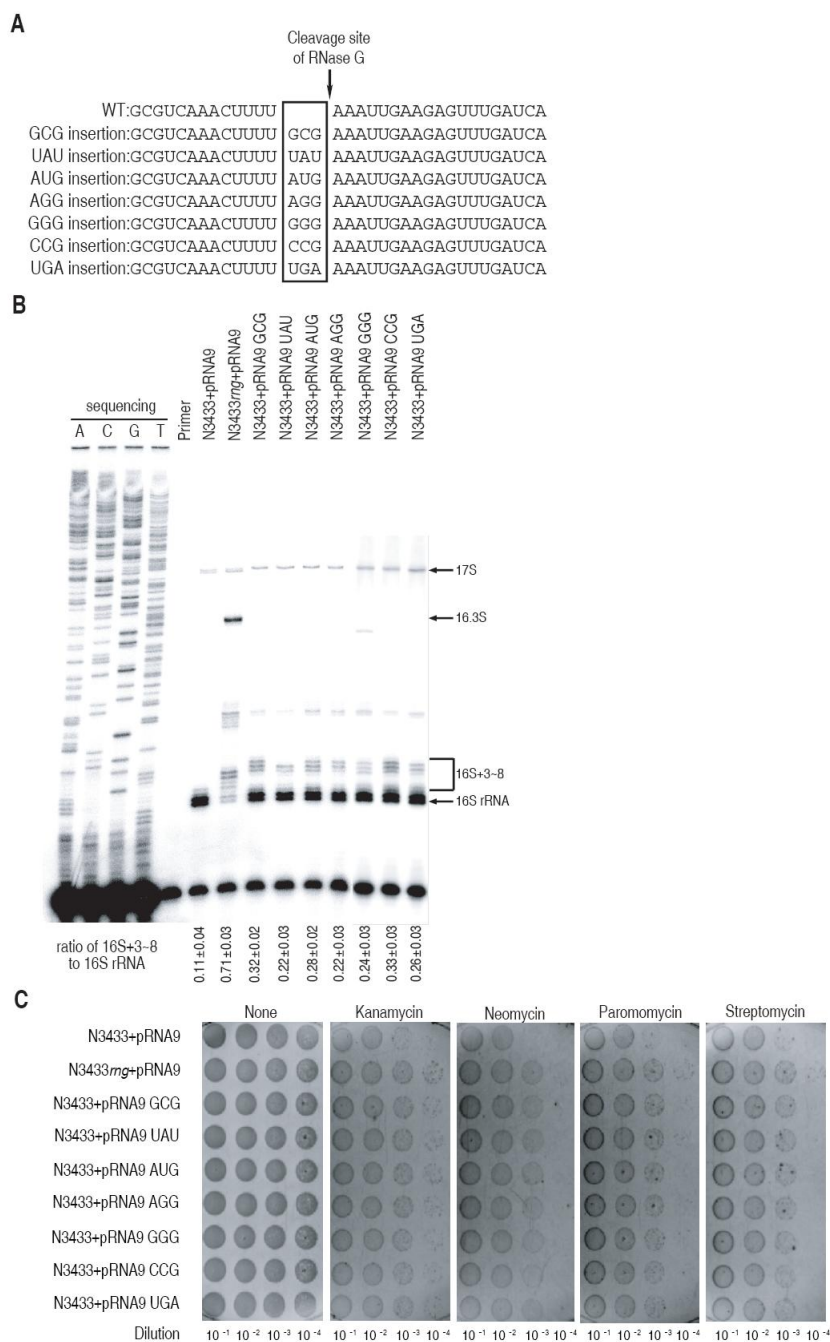 A
Cleavage site
of RNase G
WT:GCGUCAAACUUUU AAAUUGAAGAGUUUGAUCA
GCG insertion:GCGUCAAACUUUU GCG AAAUUGAAGAGUUUGAUCA
UAU insertion:GCGUCAAACUUUU UAU AAAUUGAAGAGUUUGAUCA
AUG insertion:GCGUCAAACUUUU AUG AAAUUGAAGAGUUUGAUCA
AGG insertion:GCGUCAAACUUUU AGG AAAUUGAAGAGUUUGAUCA
GGG insertion:GCGUCAAACUUUU GGG AAAUUGAAGAGUUUGAUCA
CCG insertion:GCGUCAAACUUUU CCG AAAUUGAAGAGUUUGAUCA
UGA insertion:GCGUCAAACUUUU UGA AAAUUGAAGAGUUUGAUCA
B
sequencing
A C G T
Primer
N3433+pRNA9
N3433rng+pRNA9
N3433+pRNA9 GCG
N3433+pRNA9 UAU
N3433+pRNA9 AUG
N3433+pRNA9 AGG
N3433+pRNA9 GGG
N3433+pRNA9 CCG
N3433+pRNA9 UGA
17S
16.3S
16S+3~8
16S rRNA
ratio of 16S+3~8
to 16S rRNA
0.11±0.04
0.71±0.03
0.32±0.02
0.22±0.03
0.28±0.02
0.22±0.03
0.24±0.03
0.33±0.03
0.26±0.03
C
None Kanamycin Neomycin Paromomycin Streptomycin
N3433+pRNA9
N3433rng+pRNA9
N3433+pRNA9 GCG
N3433+pRNA9 UAU
N3433+pRNA9 AUG
N3433+pRNA9 AGG
N3433+pRNA9 GGG
N3433+pRNA9 CCG
N3433+pRNA9 UGA
Dilution 10⁻¹ 10⁻² 10⁻³ 10⁻⁴ 10⁻¹ 10⁻² 10⁻³ 10⁻⁴ 10⁻¹ 10⁻² 10⁻³ 10⁻⁴ 10⁻¹ 10⁻² 10⁻³ 10⁻⁴ 10⁻¹ 10⁻² 10⁻³ 10⁻⁴